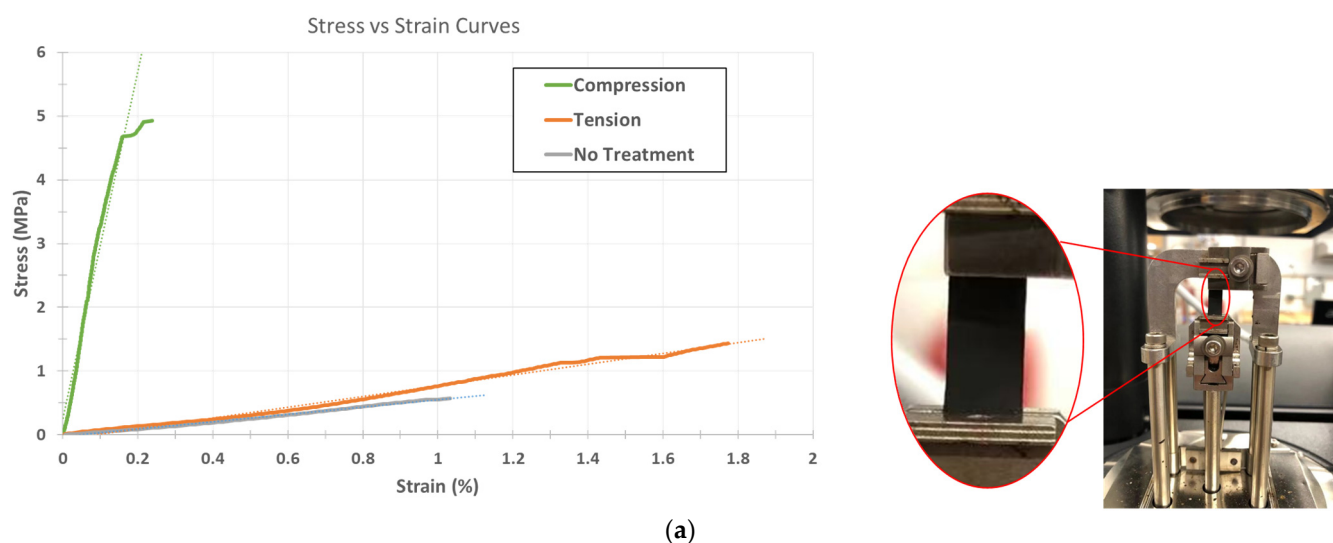 Stress vs Strain Curves
6
5
4
3
2
1
0
Stress (MPa)
Compression
Tension
No Treatment
0 0.2 0.4 0.6 0.8 1 1.2 1.4 1.6 1.8 2
Strain (%)
(a)